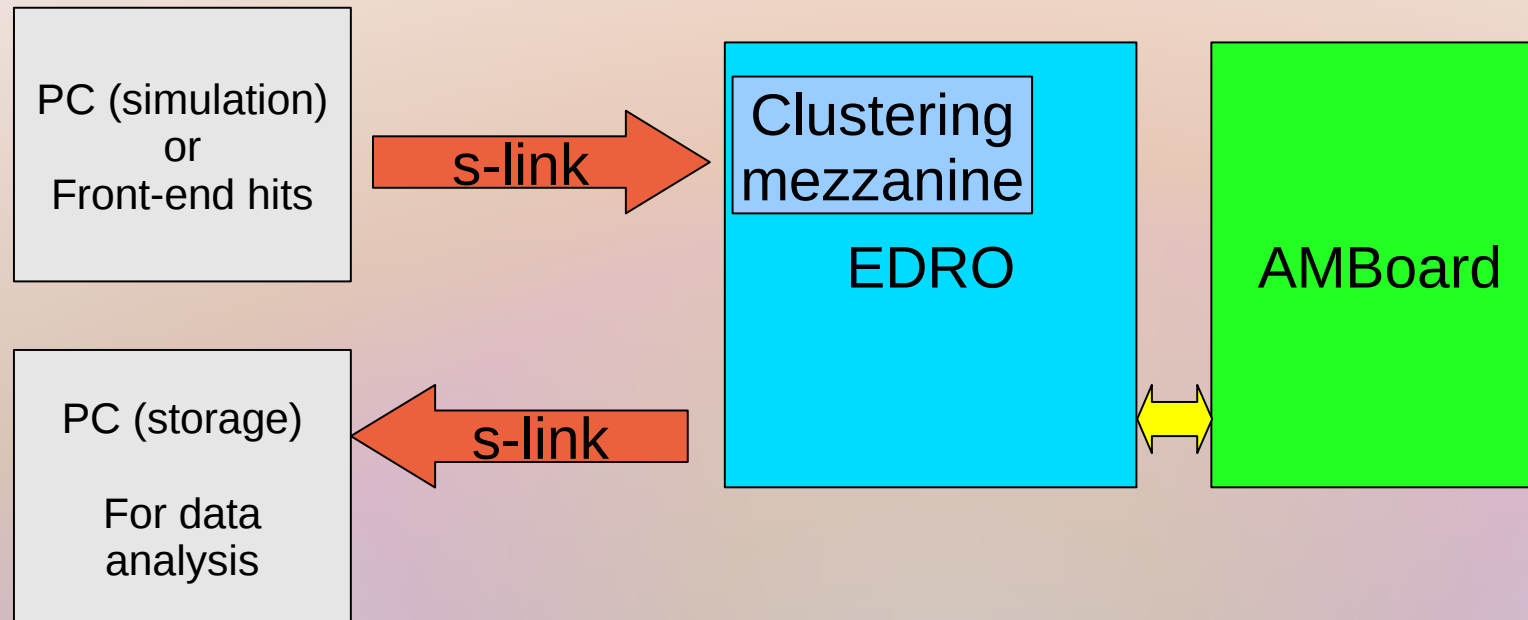 PC (simulation)
or
Front-end hits
s-link
Clustering
mezzanine
EDRO
AMBoard
PC (storage)
For data
analysis
s-link